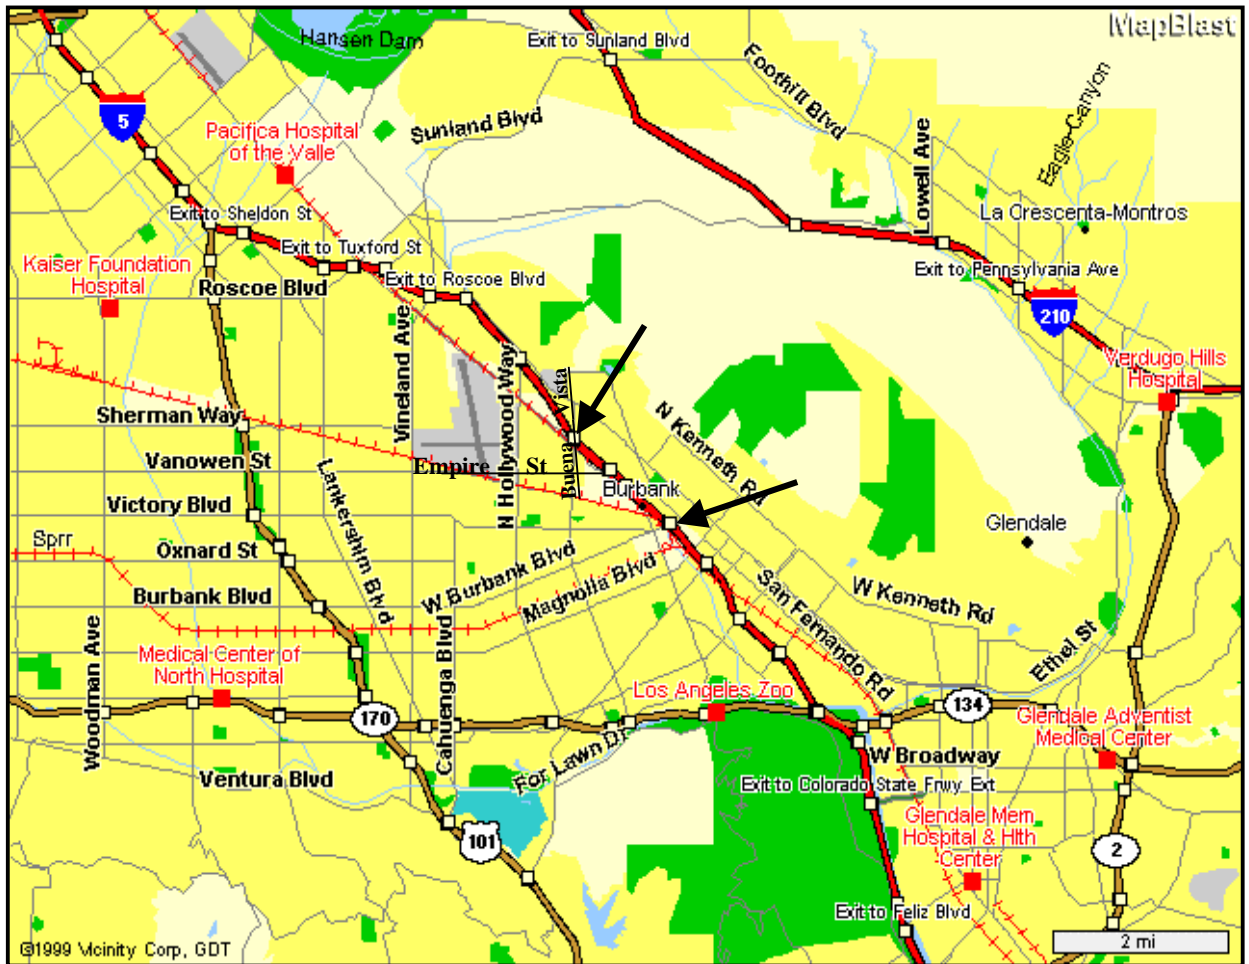 MapBlast
Hansen Dam
Exit to Sunland Blvd
Foothill Blvd
5
Sunland Blvd
Pacifica Hospital
of the Valle
Eagle-Canyon
Lowell Ave
Exit to Sheldon St
La Crescenta-Montros
Exit to Tuxford St
Kaiser Foundation
Hospital
Exit to Roscoe Blvd
Exit to Pennsylvania Ave
Roscoe Blvd
210
Vineland Ave
N Hollywood Way
Verdugo Hills
Hospital
Buena Vista
Sherman Way
N Kenneth Rd
Vanowen St
Empire St
Lankershim Blvd
Burbank
Victory Blvd
Glendale
Sprr
Oxnard St
W Burbank Blvd
Magnolla Blvd
San Fernando Rd
W Kenneth Rd
Burbank Blvd
Woodman Ave
Cahuenga Blvd
Ethel St
Medical Center of
North Hospital
Los Angeles Zoo
170
134
Glendale Adventist
Medical Center
W Broadway
For Lawn Dr
Ventura Blvd
Exit to Colorado State Frwy Ext
Glendale Mem
Hospital & Hlth
Center
101
2
Exit to Feliz Blvd
©1999 Vicinity Corp, GDT
2 mi